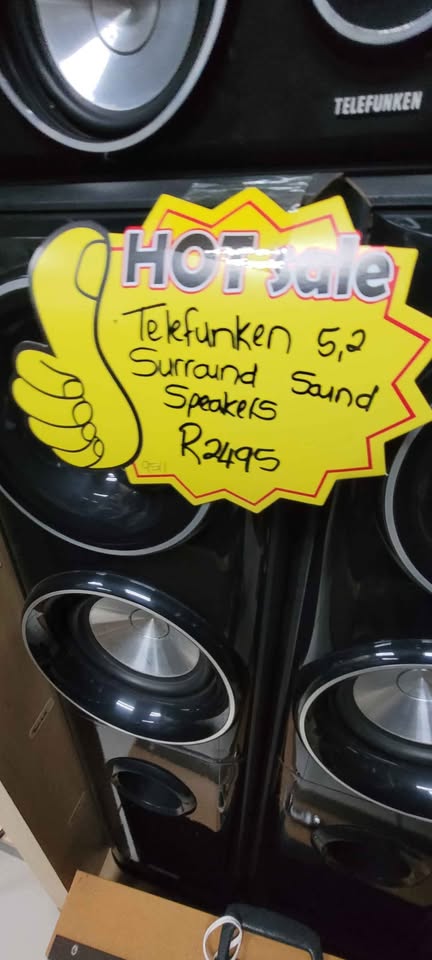 TELEFUNKEN
HOT Sale
Telefunken 5,2
Surround Sound
Speakers
R2495